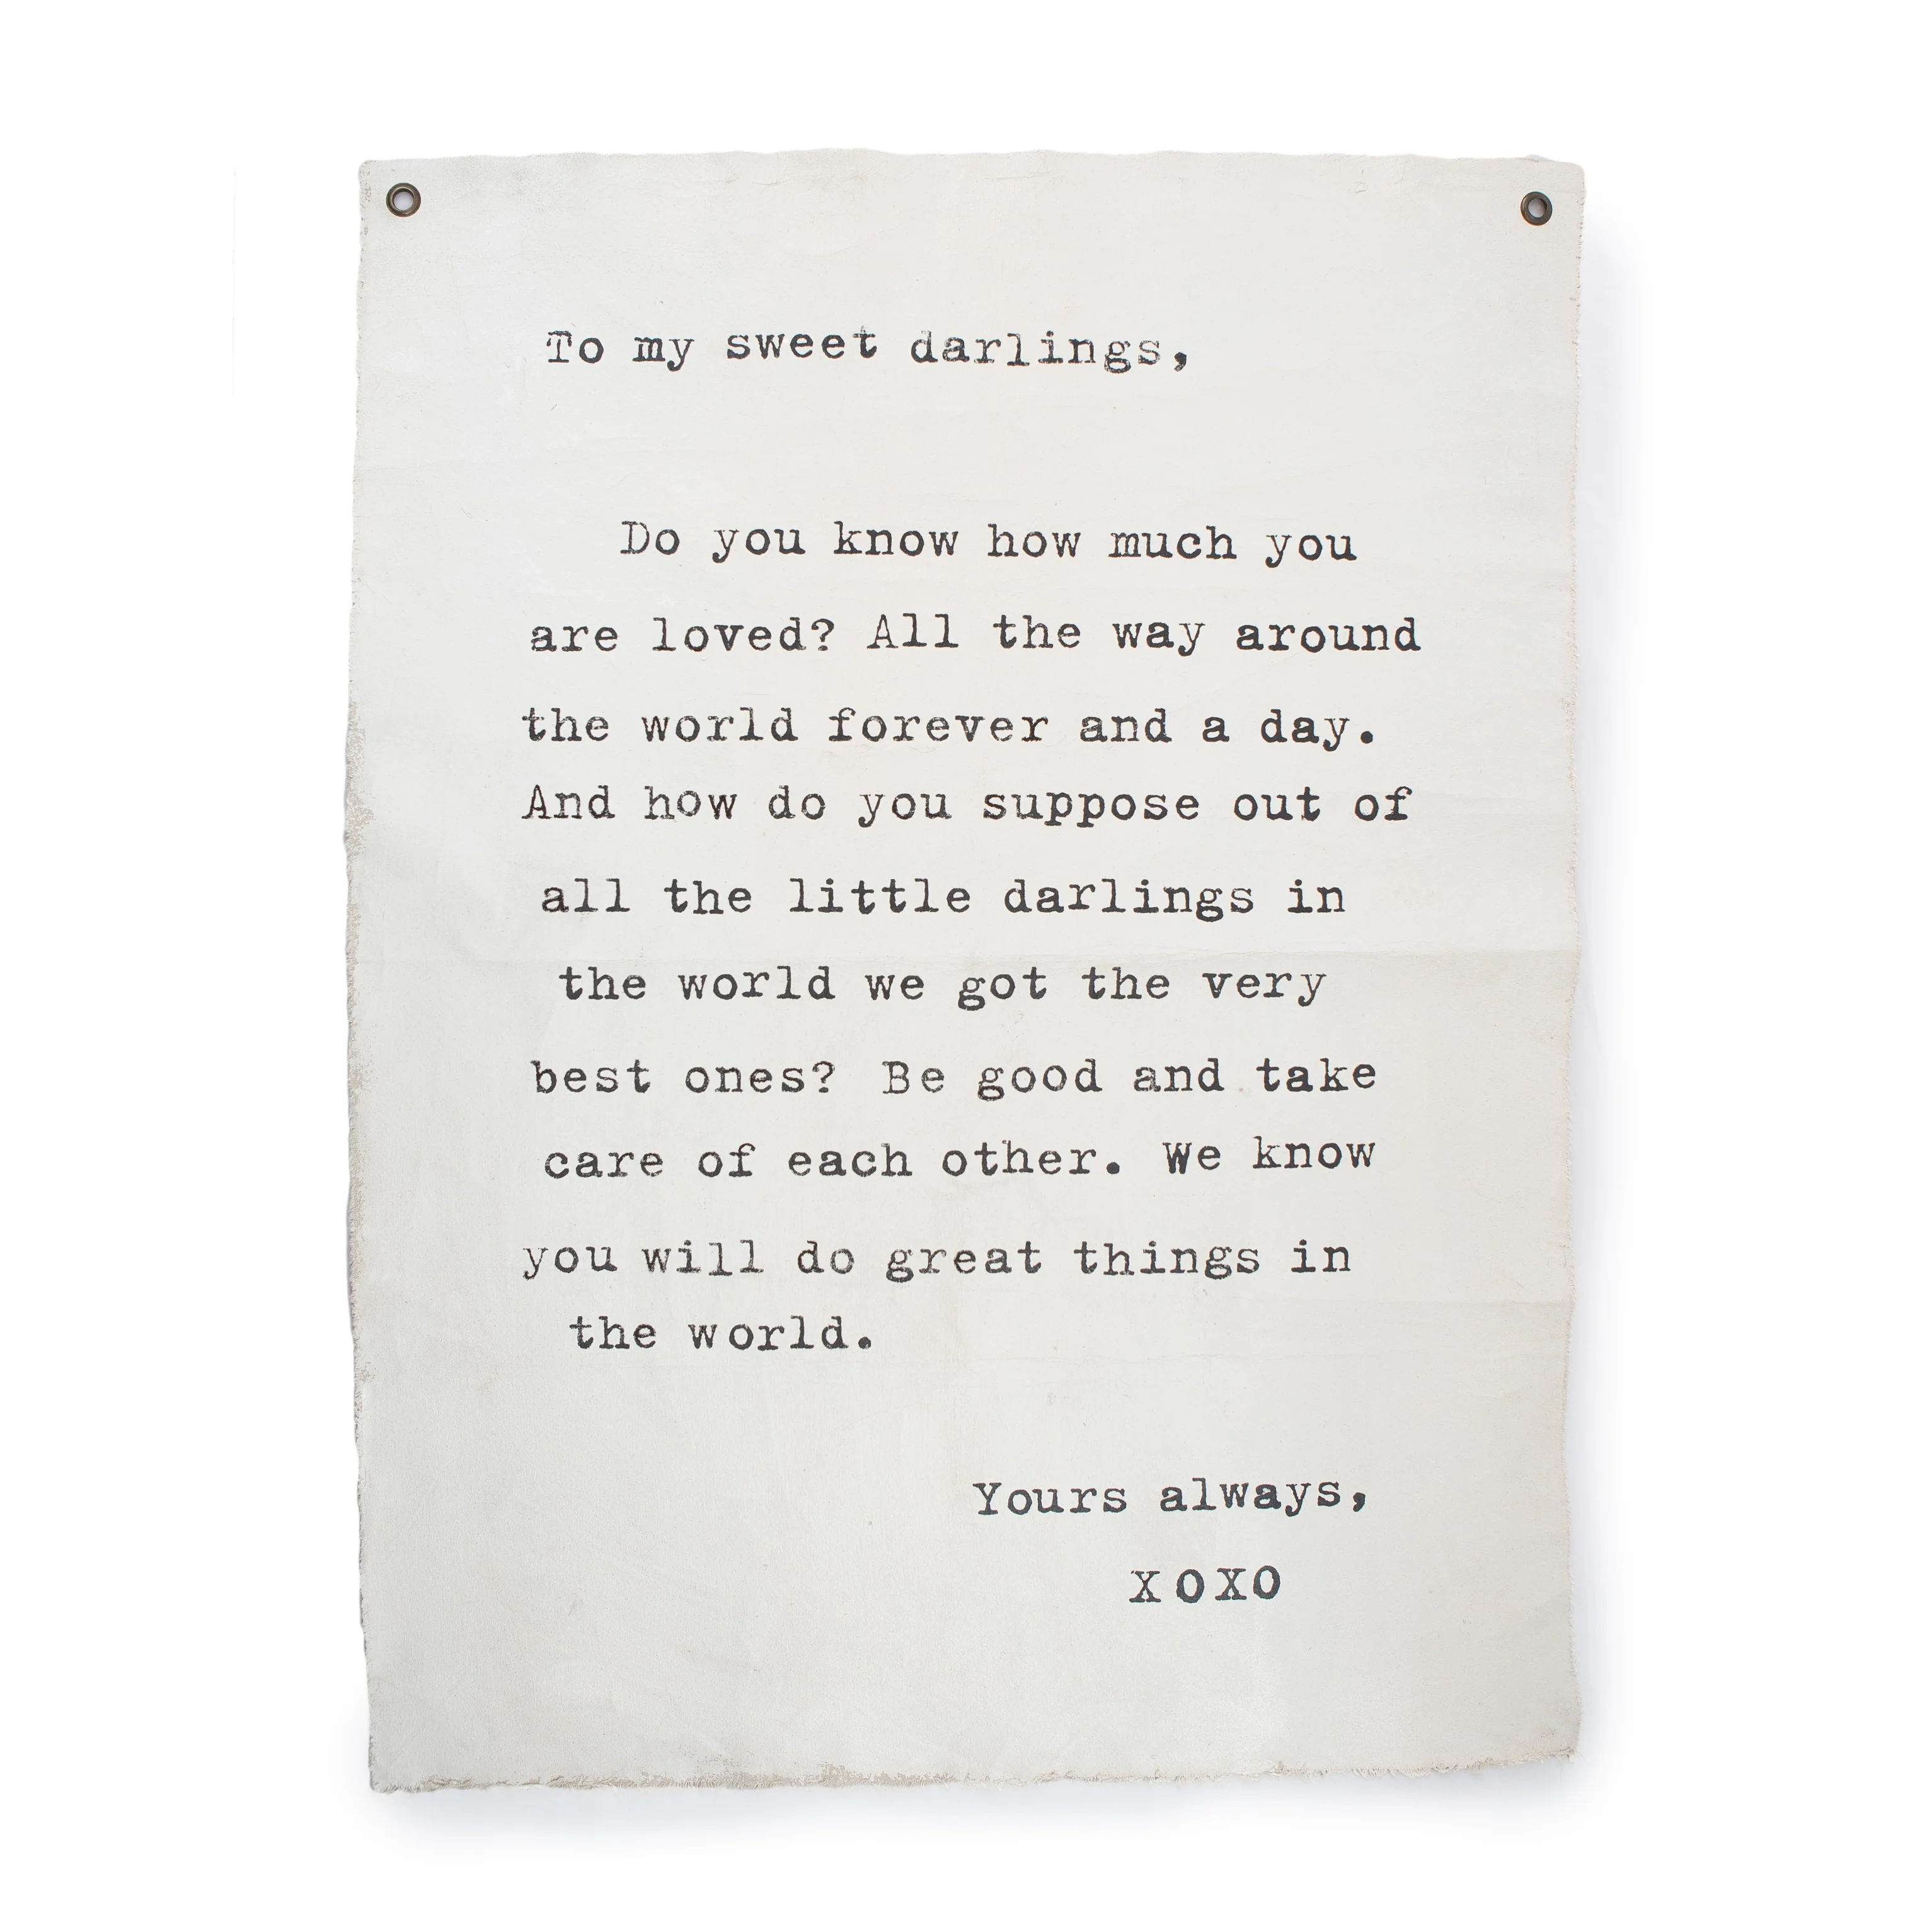 To my sweet darlings,
Do you know how much you
are loved? All the way around
the world forever and a day.
And how do you suppose out of
all the little darlings in
the world we got the very
best ones? Be good and take
care of each other. We know
you will do great things in
the world.
Yours always,
XOXO